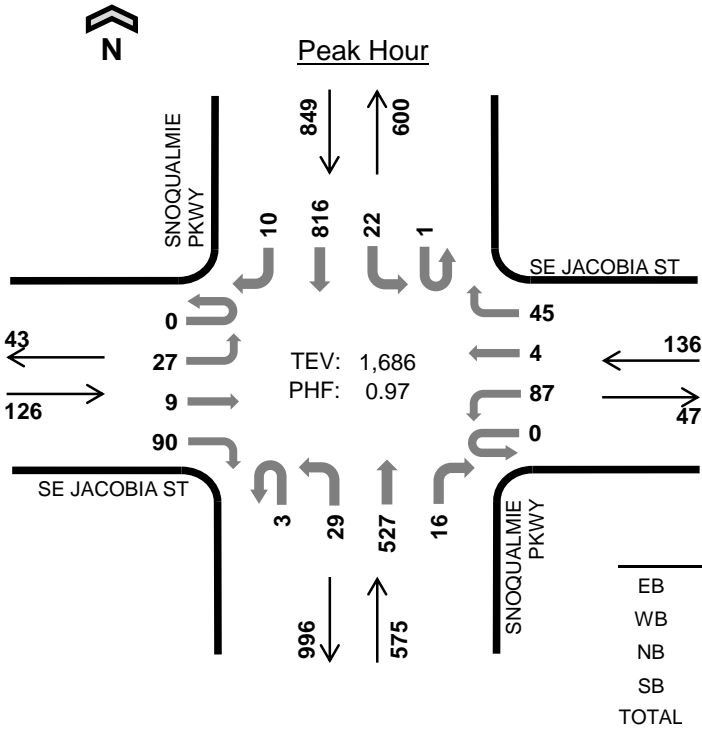 N
Peak Hour
849
600
SNOQUALMIE
PKWY
10
816
22
1
SE JACOBIA ST
0
45
43
27
TEV: 1,686
4
136
126
9
PHF: 0.97
87
47
90
0
SE JACOBIA ST
3
29
527
16
SNOQUALMIE
PKWY
996
575
EB
WB
NB
SB
TOTAL